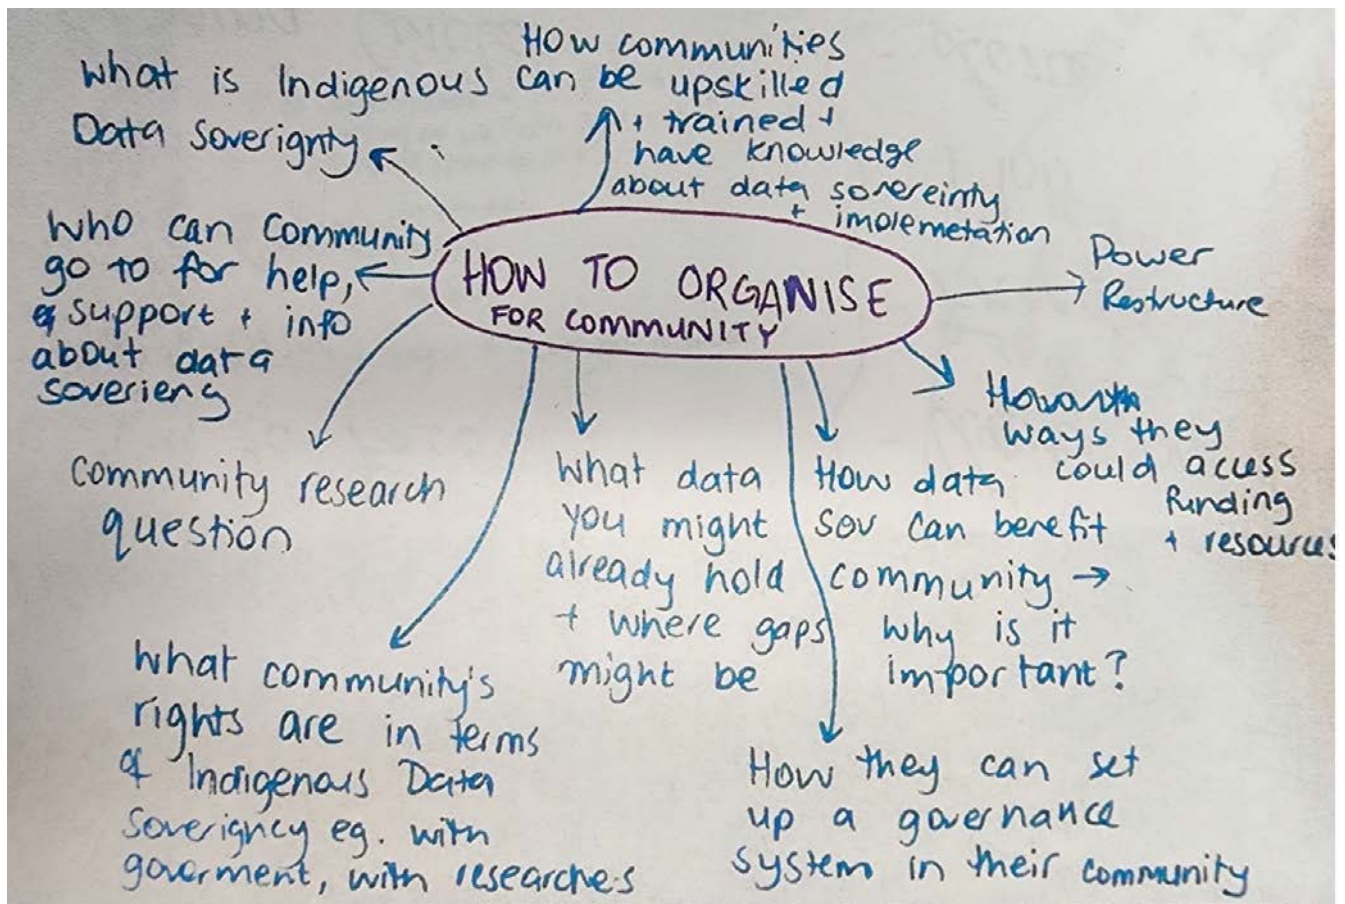 HOW TO ORGANISE
FOR COMMUNITY
What is Indigenous
Data soverignty
How communities
can be upskilled
+ trained +
have knowledge
about data sovereinty
+ implemetation
Power
Restructure
ways they
could access
funding
+ resources
How data
sov can benefit
community →
why is it
important?
How they can set
up a governance
system in their community
What data
you might
already hold
+ where gaps
might be
What community's
rights are in terms
of Indigenous Data
soverigncy eg. with
goverment, with researches
community research
question
Who can community
go to for help,
support + info
about data